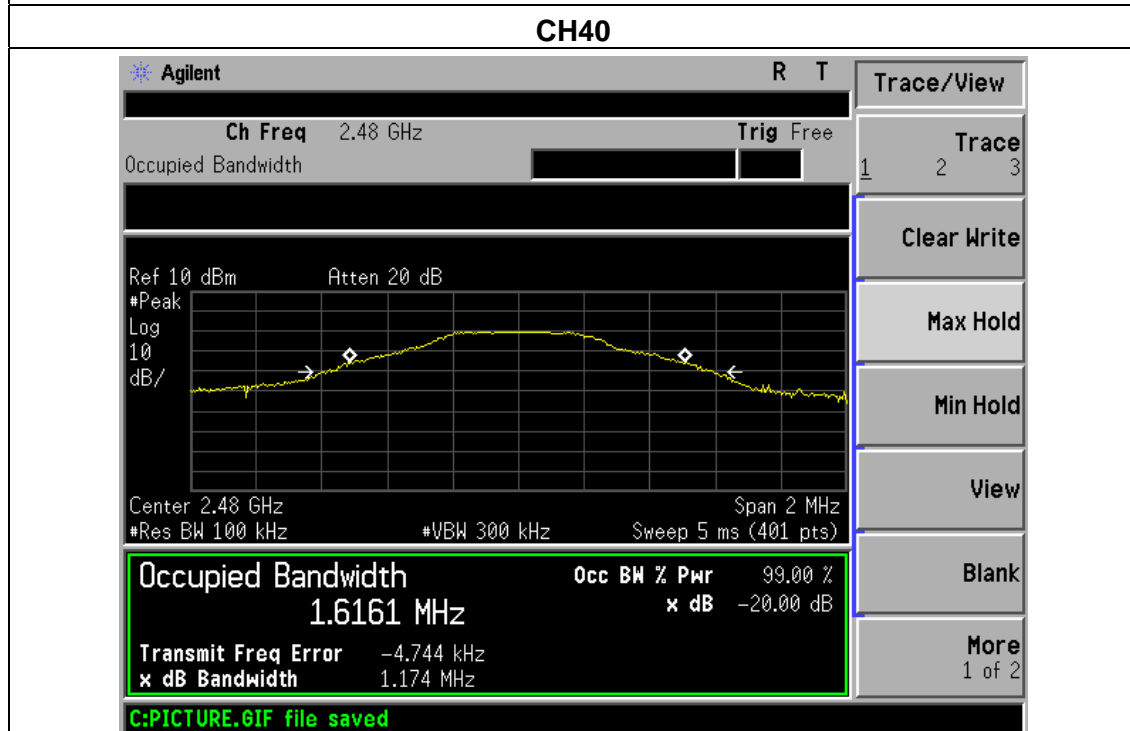 CH40
Agilent R T
Ch Freq 2.48 GHz Trig Free
Occupied Bandwidth
Ref 10 dBm Atten 20 dB
#Peak
Log
10
dB/
Center 2.48 GHz Span 2 MHz
#Res BW 100 kHz #VBW 300 kHz Sweep 5 ms (401 pts)
Occupied Bandwidth Occ BW % Pwr 99.00 %
1.6161 MHz x dB -20.00 dB
Transmit Freq Error -4.744 kHz
x dB Bandwidth 1.174 MHz
C:PICTURE.GIF file saved
Trace/View
Trace
1 2 3
Clear Write
Max Hold
Min Hold
View
Blank
More
1 of 2